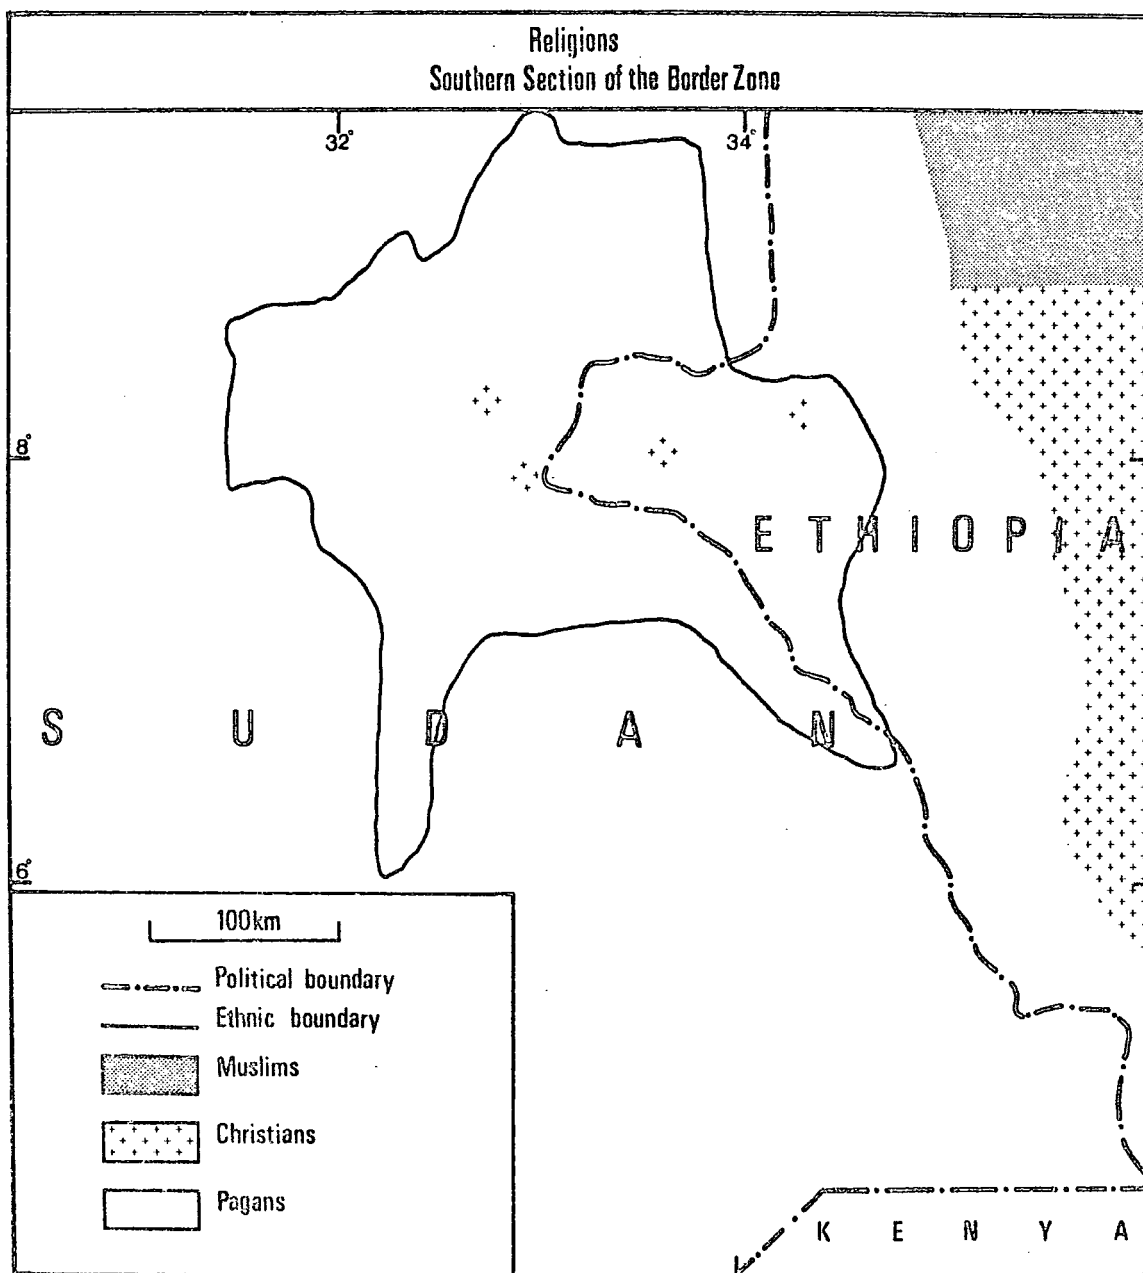 Religions
Southern Section of the Border Zone
32°
34°
8°
ETHIOPIA
SUDAN
6°
100km
Political boundary
Ethnic boundary
Muslims
Christians
Pagans
KENYA